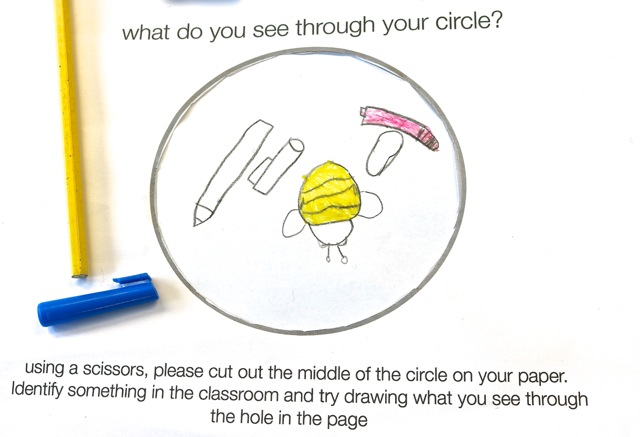 what do you see through your circle?
using a scissors, please cut out the middle of the circle on your paper.
Identify something in the classroom and try drawing what you see through
the hole in the page